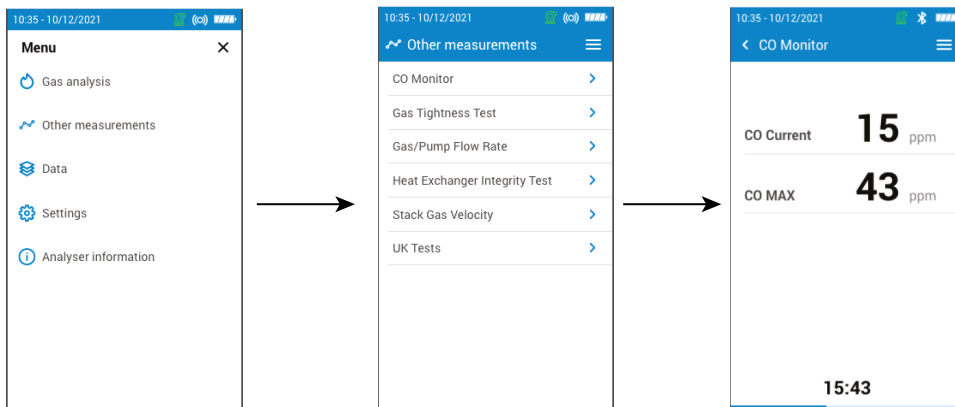 10:35 - 10/12/2021
Menu
Gas analysis
Other measurements
Data
Settings
Analyser information
10:35 - 10/12/2021
Other measurements
CO Monitor
Gas Tightness Test
Gas/Pump Flow Rate
Heat Exchanger Integrity Test
Stack Gas Velocity
UK Tests
10:35 - 10/12/2021
CO Monitor
CO Current 15 ppm
CO MAX 43 ppm
15:43